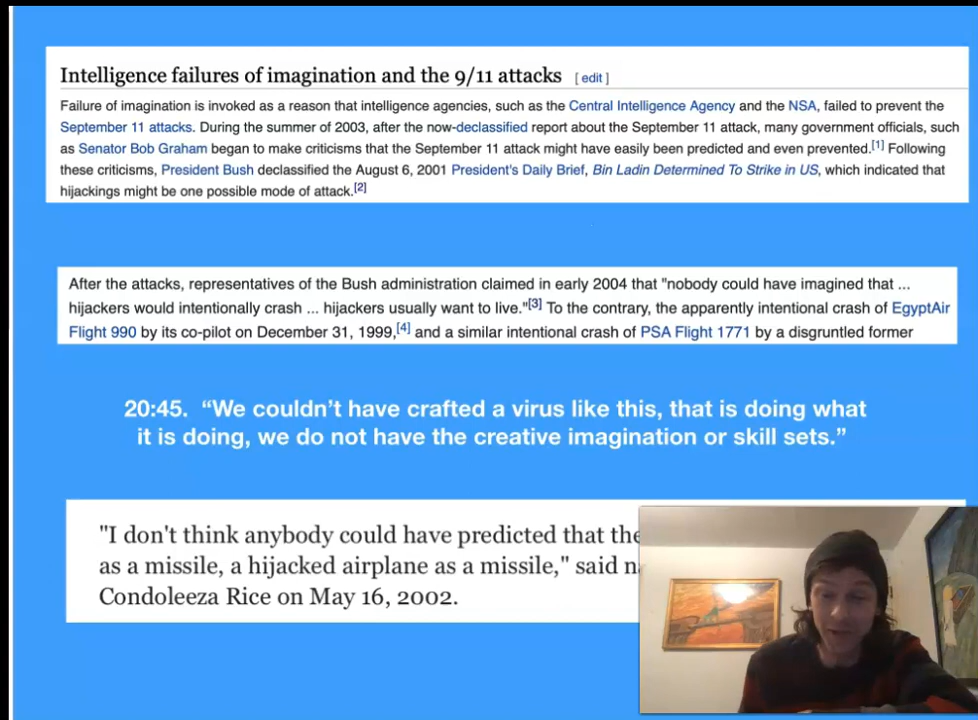 Intelligence failures of imagination and the 9/11 attacks [ edit ]
Failure of imagination is invoked as a reason that intelligence agencies, such as the Central Intelligence Agency and the NSA, failed to prevent the
September 11 attacks. During the summer of 2003, after the now-declassified report about the September 11 attack, many government officials, such
as Senator Bob Graham began to make criticisms that the September 11 attack might have easily been predicted and even prevented.[1] Following
these criticisms, President Bush declassified the August 6, 2001 President's Daily Brief, Bin Ladin Determined To Strike in US, which indicated that
hijackings might be one possible mode of attack.[2]
After the attacks, representatives of the Bush administration claimed in early 2004 that "nobody could have imagined that ...
hijackers would intentionally crash ... hijackers usually want to live."[3] To the contrary, the apparently intentional crash of EgyptAir
Flight 990 by its co-pilot on December 31, 1999,[4] and a similar intentional crash of PSA Flight 1771 by a disgruntled former
20:45. “We couldn’t have crafted a virus like this, that is doing what
it is doing, we do not have the creative imagination or skill sets.”
"I don't think anybody could have predicted that the
as a missile, a hijacked airplane as a missile," said
Condoleeza Rice on May 16, 2002.